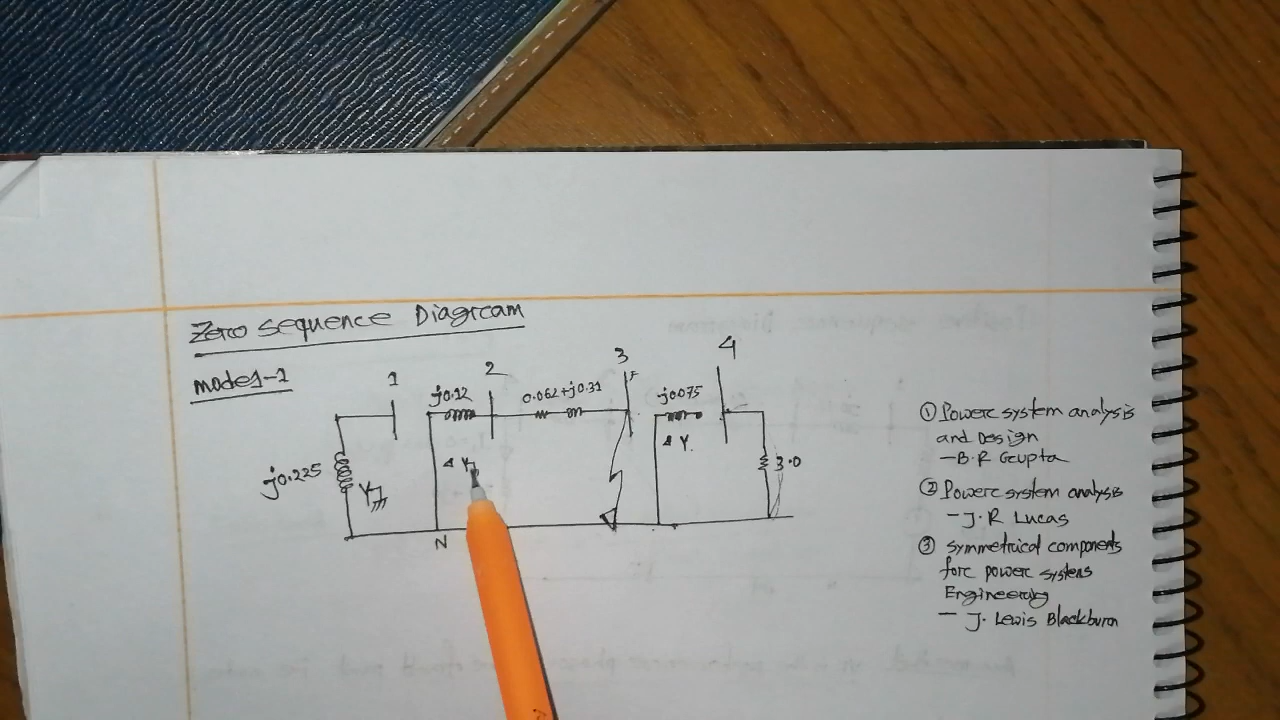 Zero Sequence Diagram
model-1
1
2
3
F
4
j0.12
0.062+j0.31
j0.075
j0.225
Y
Δ Y
Δ Y.
3.0
N
① Power system analysis
and Design
-B.R Gupta
② Power system analysis
- J.R Lucas
③ Symmetrical components
for power systems
Engineering
- J. Lewis Blackburn